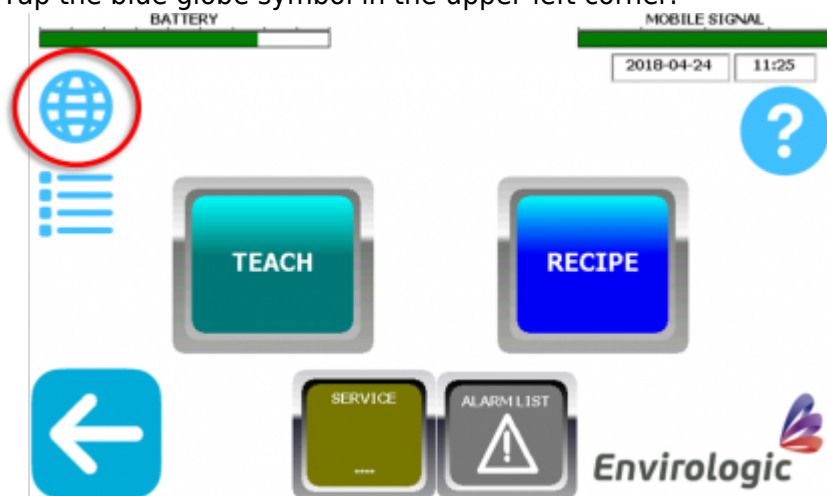 Tap the blue globe symbol in the upper left corner.
BATTERY
MOBILE SIGNAL
2018-04-24 11:25
?
TEACH
RECIPE
SERVICE
----
ALARM LIST
!
Envirologic